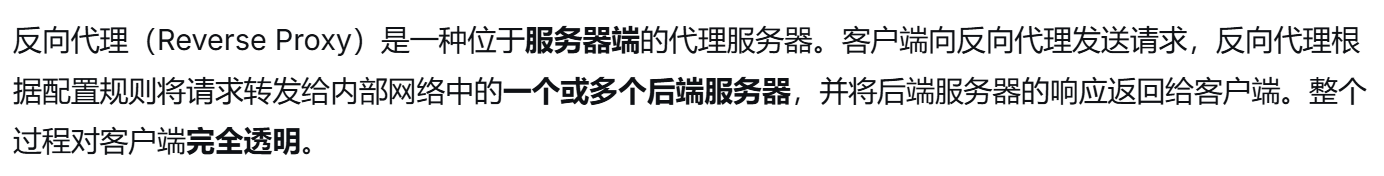 反向代理（Reverse Proxy）是一种位于服务器端的代理服务器。客户端向反向代理发送请求，反向代理根
据配置规则将请求转发给内部网络中的一个或多个后端服务器，并将后端服务器的响应返回给客户端。整个
过程对客户端完全透明。